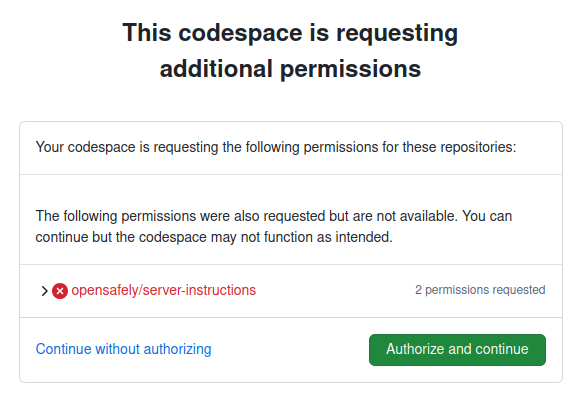 This codespace is requesting
additional permissions
Your codespace is requesting the following permissions for these repositories:
The following permissions were also requested but are not available. You can
continue but the codespace may not function as intended.
opensafely/server-instructions 2 permissions requested
Continue without authorizing Authorize and continue